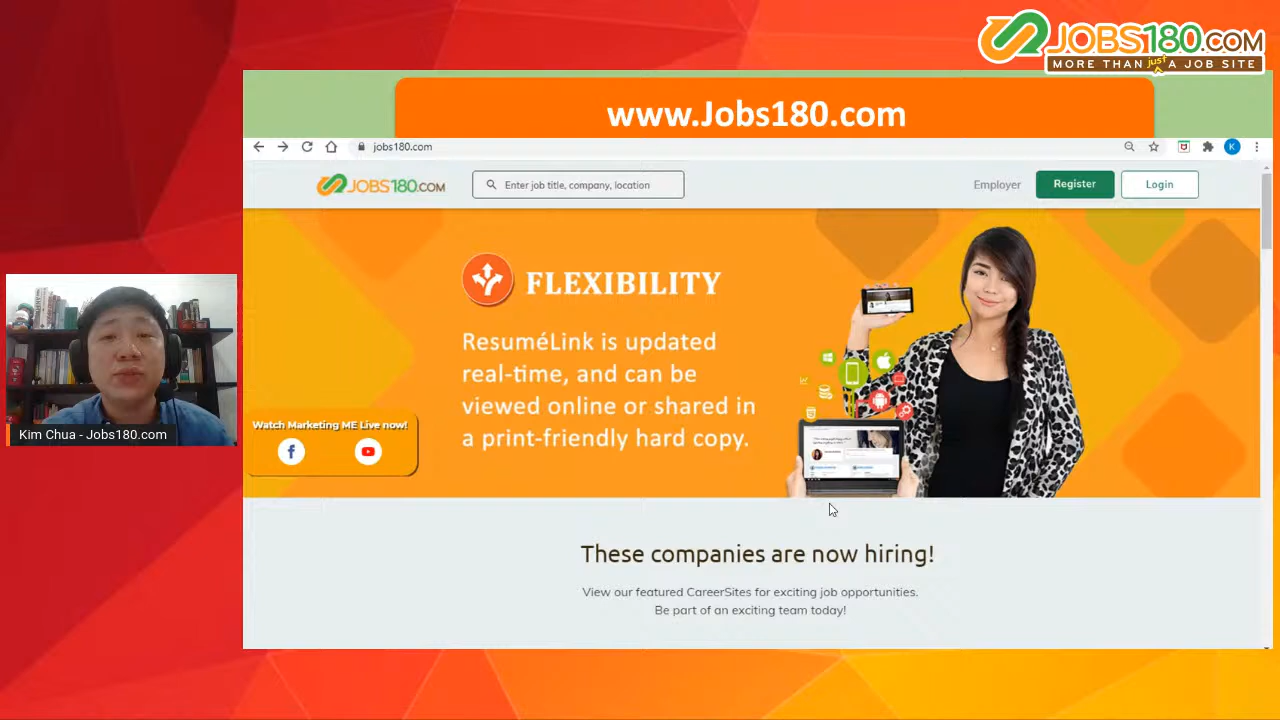 JOBS180.COM
MORE THAN just A JOB SITE
www.Jobs180.com
jobs180.com
K
JOBS180.COM
Enter job title, company, location
Employer
Register
Login
FLEXIBILITY
ResuméLink is updated
real-time, and can be
viewed online or shared in
a print-friendly hard copy.
Watch Marketing ME Live now!
Kim Chua - Jobs180.com
These companies are now hiring!
View our featured CareerSites for exciting job opportunities.
Be part of an exciting team today!